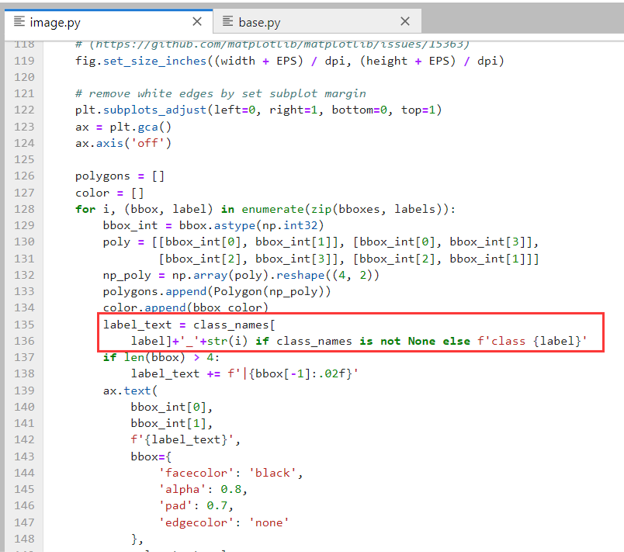 image.py × base.py ×
118 # (https://github.com/matplotlib/matplotlib/issues/15363)
119 fig.set_size_inches((width + EPS) / dpi, (height + EPS) / dpi)
120
121 # remove white edges by set subplot margin
122 plt.subplots_adjust(left=0, right=1, bottom=0, top=1)
123 ax = plt.gca()
124 ax.axis('off')
125
126 polygons = []
127 color = []
128 for i, (bbox, label) in enumerate(zip(bboxes, labels)):
129 bbox_int = bbox.astype(np.int32)
130 poly = [[bbox_int[0], bbox_int[1]], [bbox_int[0], bbox_int[3]],
131 [bbox_int[2], bbox_int[3]], [bbox_int[2], bbox_int[1]]]
132 np_poly = np.array(poly).reshape((4, 2))
133 polygons.append(Polygon(np_poly))
134 color.append(bbox_color)
135 label_text = class_names[
136 label]+'_'+str(i) if class_names is not None else f'class {label}'
137 if len(bbox) > 4:
138 label_text += f'|{bbox[-1]:.02f}'
139 ax.text(
140 bbox_int[0],
141 bbox_int[1],
142 f'{label_text}',
143 bbox={
144 'facecolor': 'black',
145 'alpha': 0.8,
146 'pad': 0.7,
147 'edgecolor': 'none'
148 },